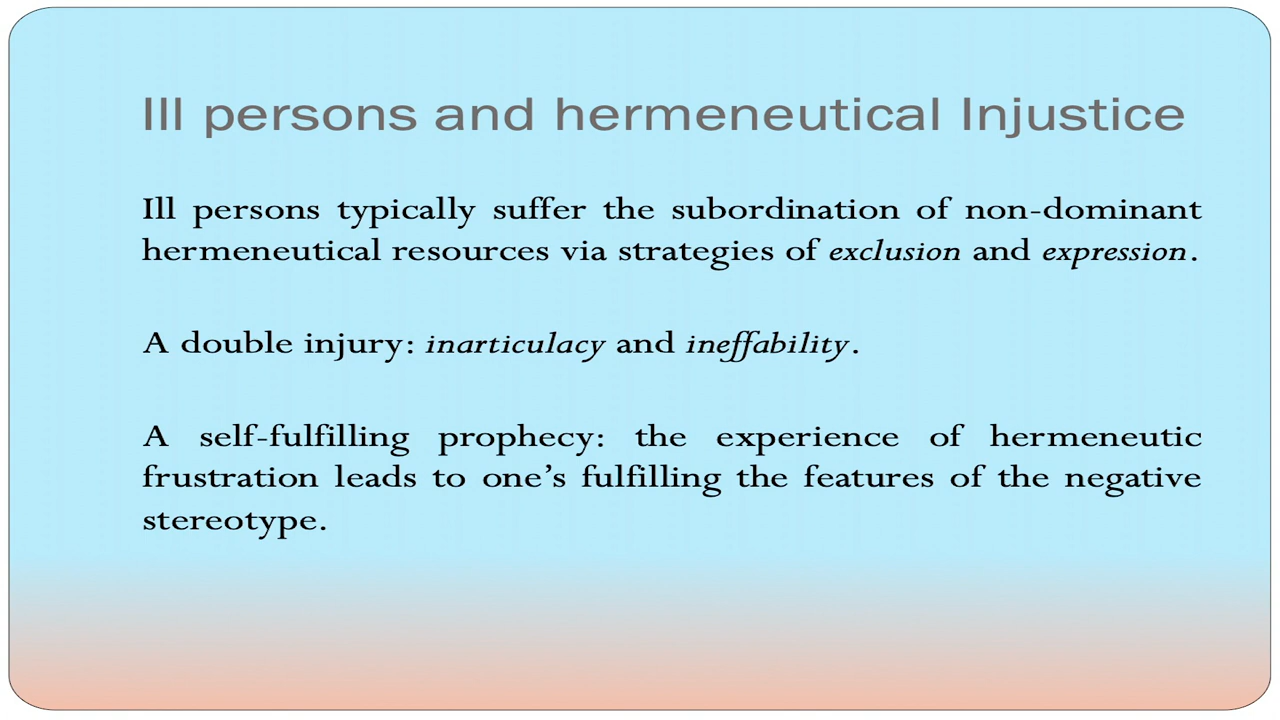 Ill persons and hermeneutical Injustice
Ill persons typically suffer the subordination of non-dominant
hermeneutical resources via strategies of exclusion and expression.
A double injury: inarticulacy and ineffability.
A self-fulfilling prophecy: the experience of hermeneutic
frustration leads to one’s fulfilling the features of the negative
stereotype.